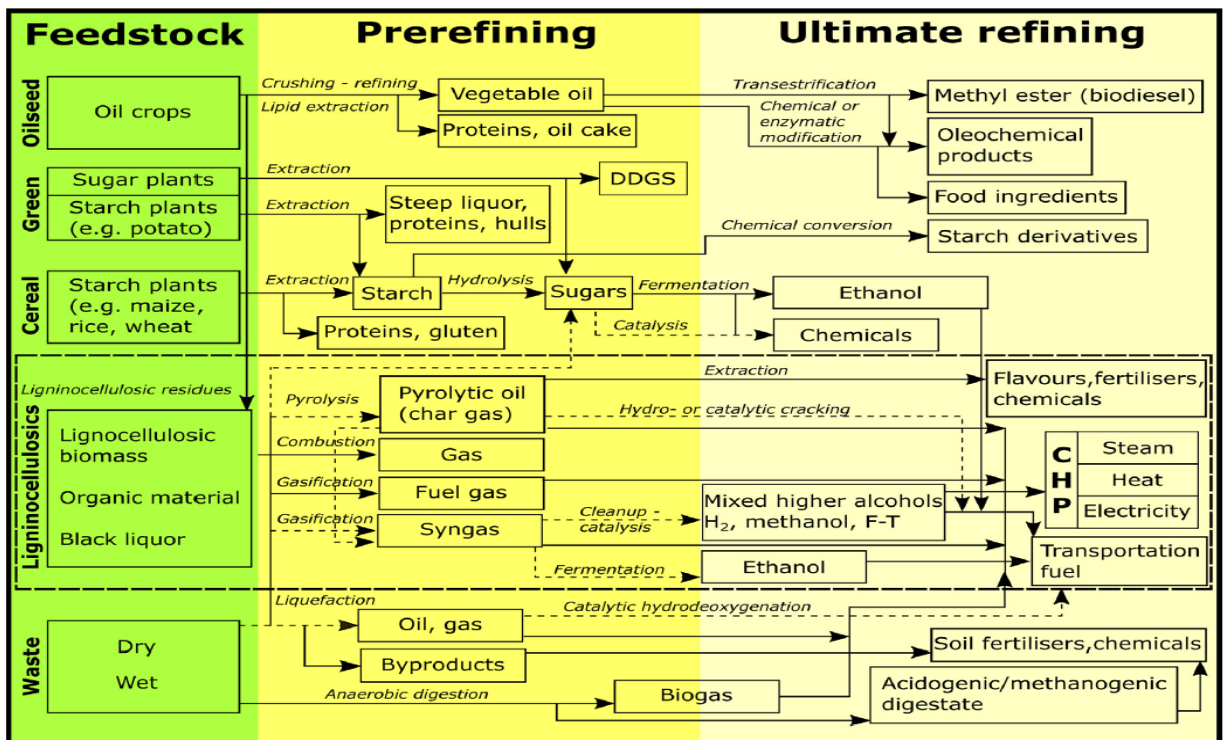 Feedstock
Prerefining
Ultimate refining
Oilseed
Oil crops
Crushing - refining
Lipid extraction
Vegetable oil
Proteins, oil cake
Transestrification
Chemical or
enzymatic
modification
Methyl ester (biodiesel)
Oleochemical
products
Food ingredients
Green
Sugar plants
Starch plants
(e.g. potato)
Extraction
Extraction
DDGS
Steep liquor,
proteins, hulls
Chemical conversion
Starch derivatives
Cereal
Starch plants
(e.g. maize,
rice, wheat
Extraction
Starch
Hydrolysis
Sugars
Fermentation
Ethanol
Proteins, gluten
Catalysis
Chemicals
Ligninocellulosics
Ligninocellulosic residues
Lignocellulosic
biomass
Organic material
Black liquor
Pyrolysis
Pyrolytic oil
(char gas)
Extraction
Flavours,fertilisers,
chemicals
Hydro- or catalytic cracking
Combustion
Gas
Gasification
Fuel gas
Gasification
Syngas
Cleanup -
catalysis
Mixed higher alcohols
H₂, methanol, F-T
CHP
Steam
Heat
Electricity
Fermentation
Ethanol
Transportation
fuel
Waste
Dry
Wet
Liquefaction
Oil, gas
Catalytic hydrodeoxygenation
Byproducts
Soil fertilisers,chemicals
Anaerobic digestion
Biogas
Acidogenic/methanogenic
digestate